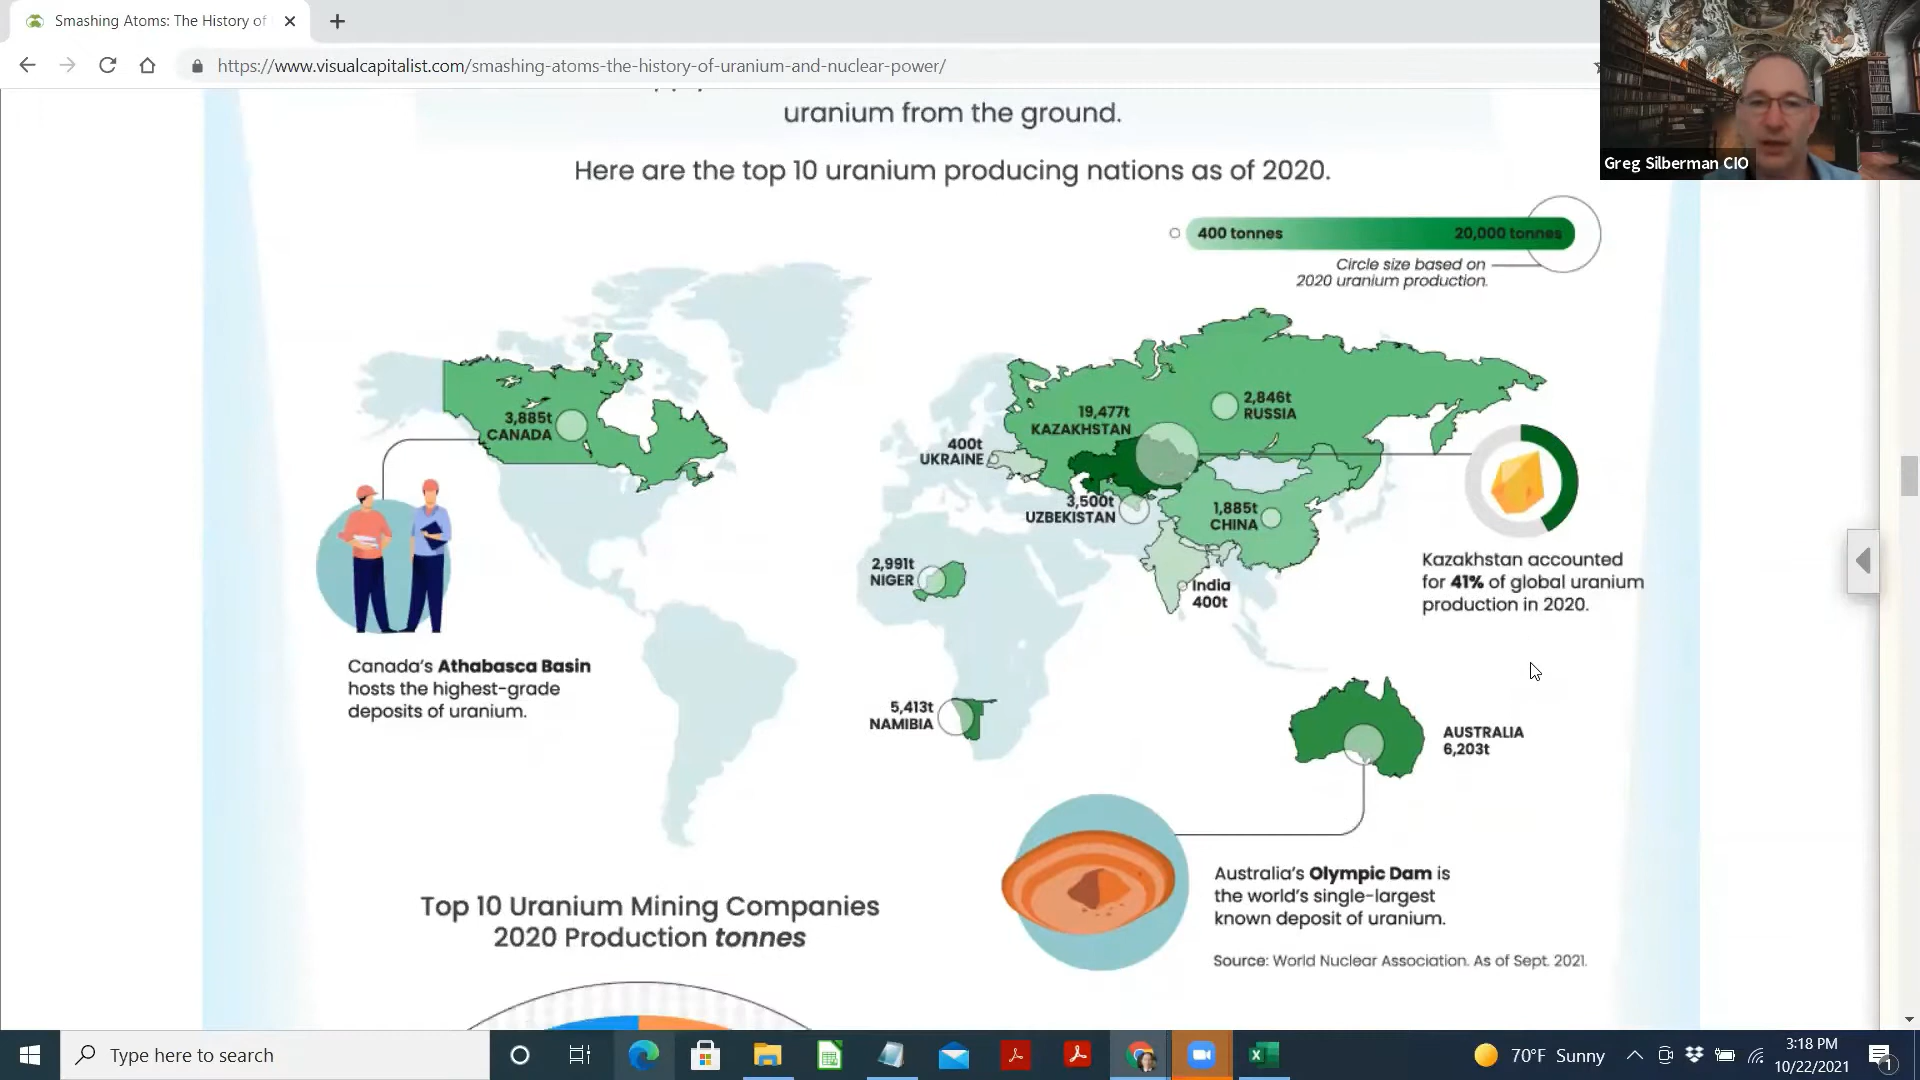 Smashing Atoms: The History of
https://www.visualcapitalist.com/smashing-atoms-the-history-of-uranium-and-nuclear-power/
Greg Silberman CIO
uranium from the ground.
Here are the top 10 uranium producing nations as of 2020.
400 tonnes
20,000 tonnes
Circle size based on
2020 uranium production.
3,885t
CANADA
2,846t
RUSSIA
19,477t
KAZAKHSTAN
400t
UKRAINE
3,500t
UZBEKISTAN
1,885t
CHINA
2,991t
NIGER
India
400t
Kazakhstan accounted
for 41% of global uranium
production in 2020.
Canada's Athabasca Basin
hosts the highest-grade
deposits of uranium.
5,413t
NAMIBIA
AUSTRALIA
6,203t
Australia's Olympic Dam is
the world's single-largest
known deposit of uranium.
Source: World Nuclear Association. As of Sept. 2021.
Top 10 Uranium Mining Companies
2020 Production tonnes
Type here to search
70°F Sunny
3:18 PM
10/22/2021
1